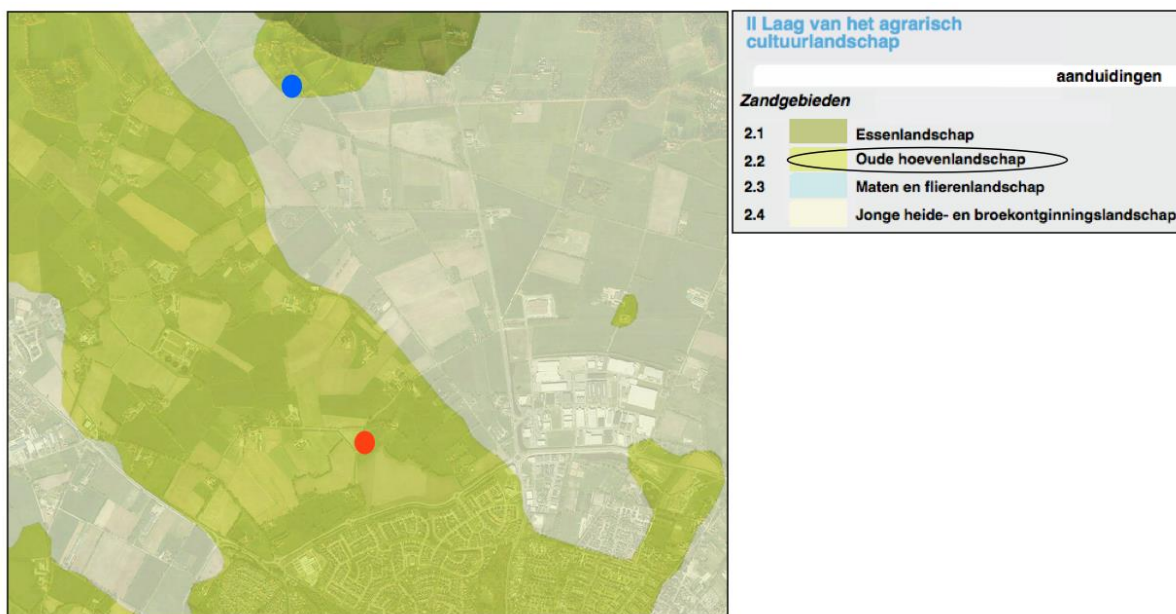 II Laag van het agrarisch
cultuurlandschap
aanduidingen
Zandgebieden
2.1 Essenlandschap
2.2 Oude hoevenlandschap
2.3 Maten en flierenlandschap
2.4 Jonge heide- en broekontginningslandschap